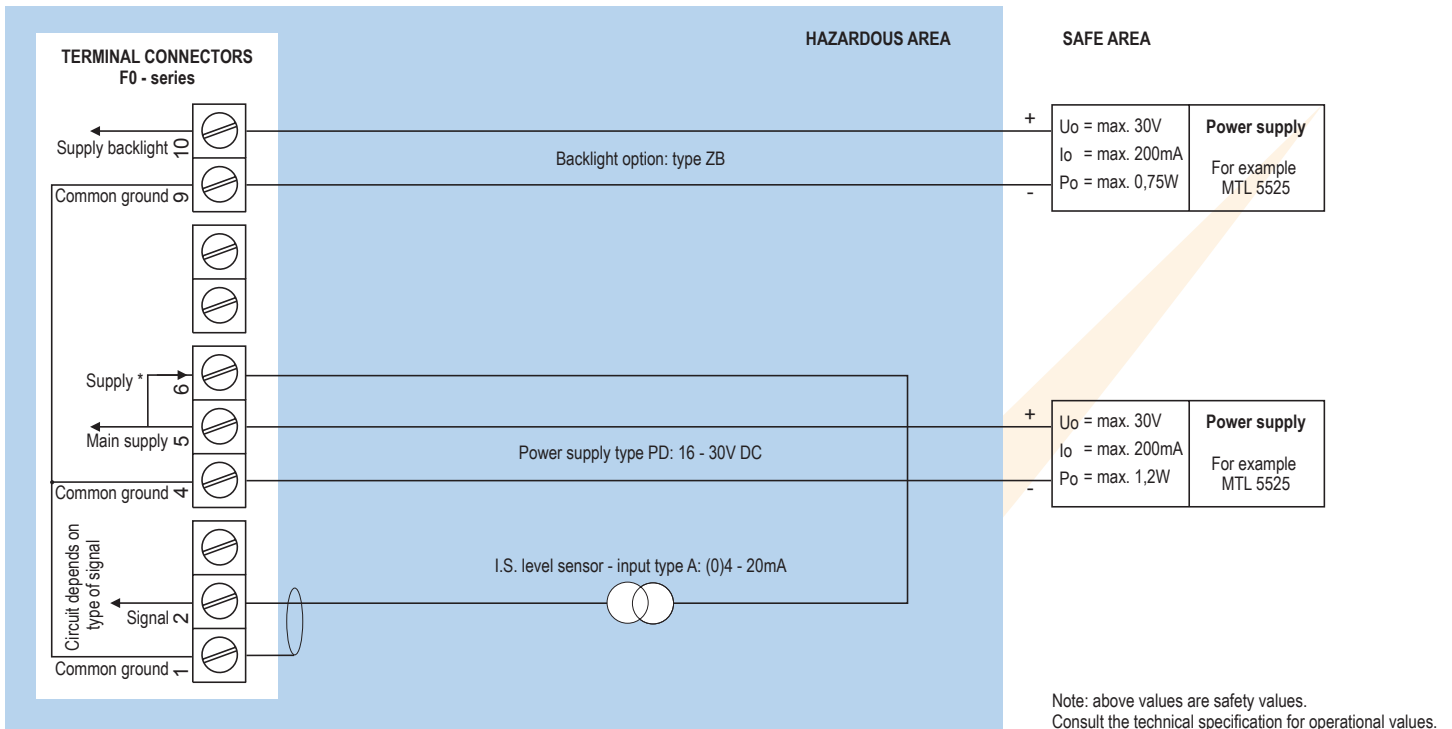 HAZARDOUS AREA
SAFE AREA
TERMINAL CONNECTORS
F0 - series
Supply backlight
10
Common ground
9
Backlight option: type ZB
+
-
Uo = max. 30V
Io = max. 200mA
Po = max. 0,75W
Power supply
For example
MTL 5525
Supply *
6
Main supply
5
Common ground
4
Power supply type PD: 16 - 30V DC
+
-
Uo = max. 30V
Io = max. 200mA
Po = max. 1,2W
Power supply
For example
MTL 5525
Circuit depends on
type of signal
Signal
2
Common ground
1
I.S. level sensor - input type A: (0)4 - 20mA
Note: above values are safety values.
Consult the technical specification for operational values.